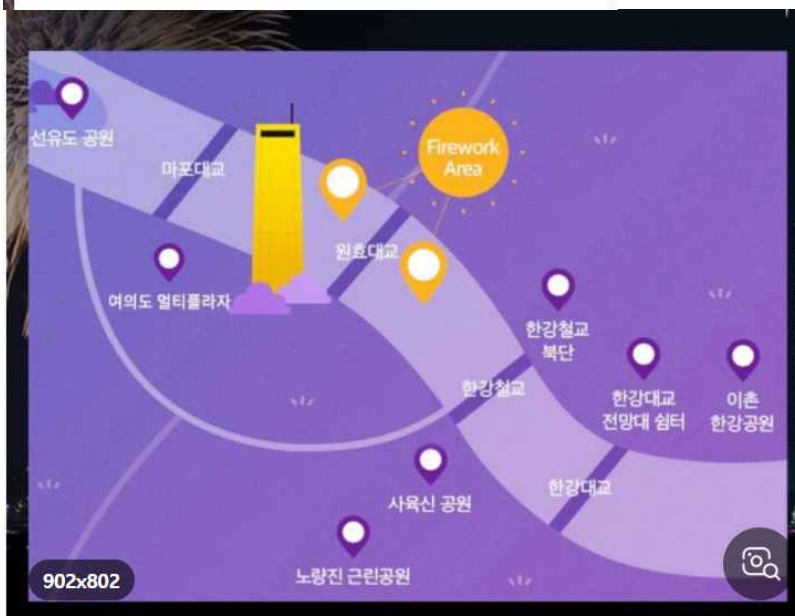 선유도 공원
마포대교
Firework
Area
원효대교
여의도 멀티플라자
한강철교
북단
한강철교
한강대교
전망대 쉼터
이촌
한강공원
사육신 공원
한강대교
노량진 근린공원
902x802